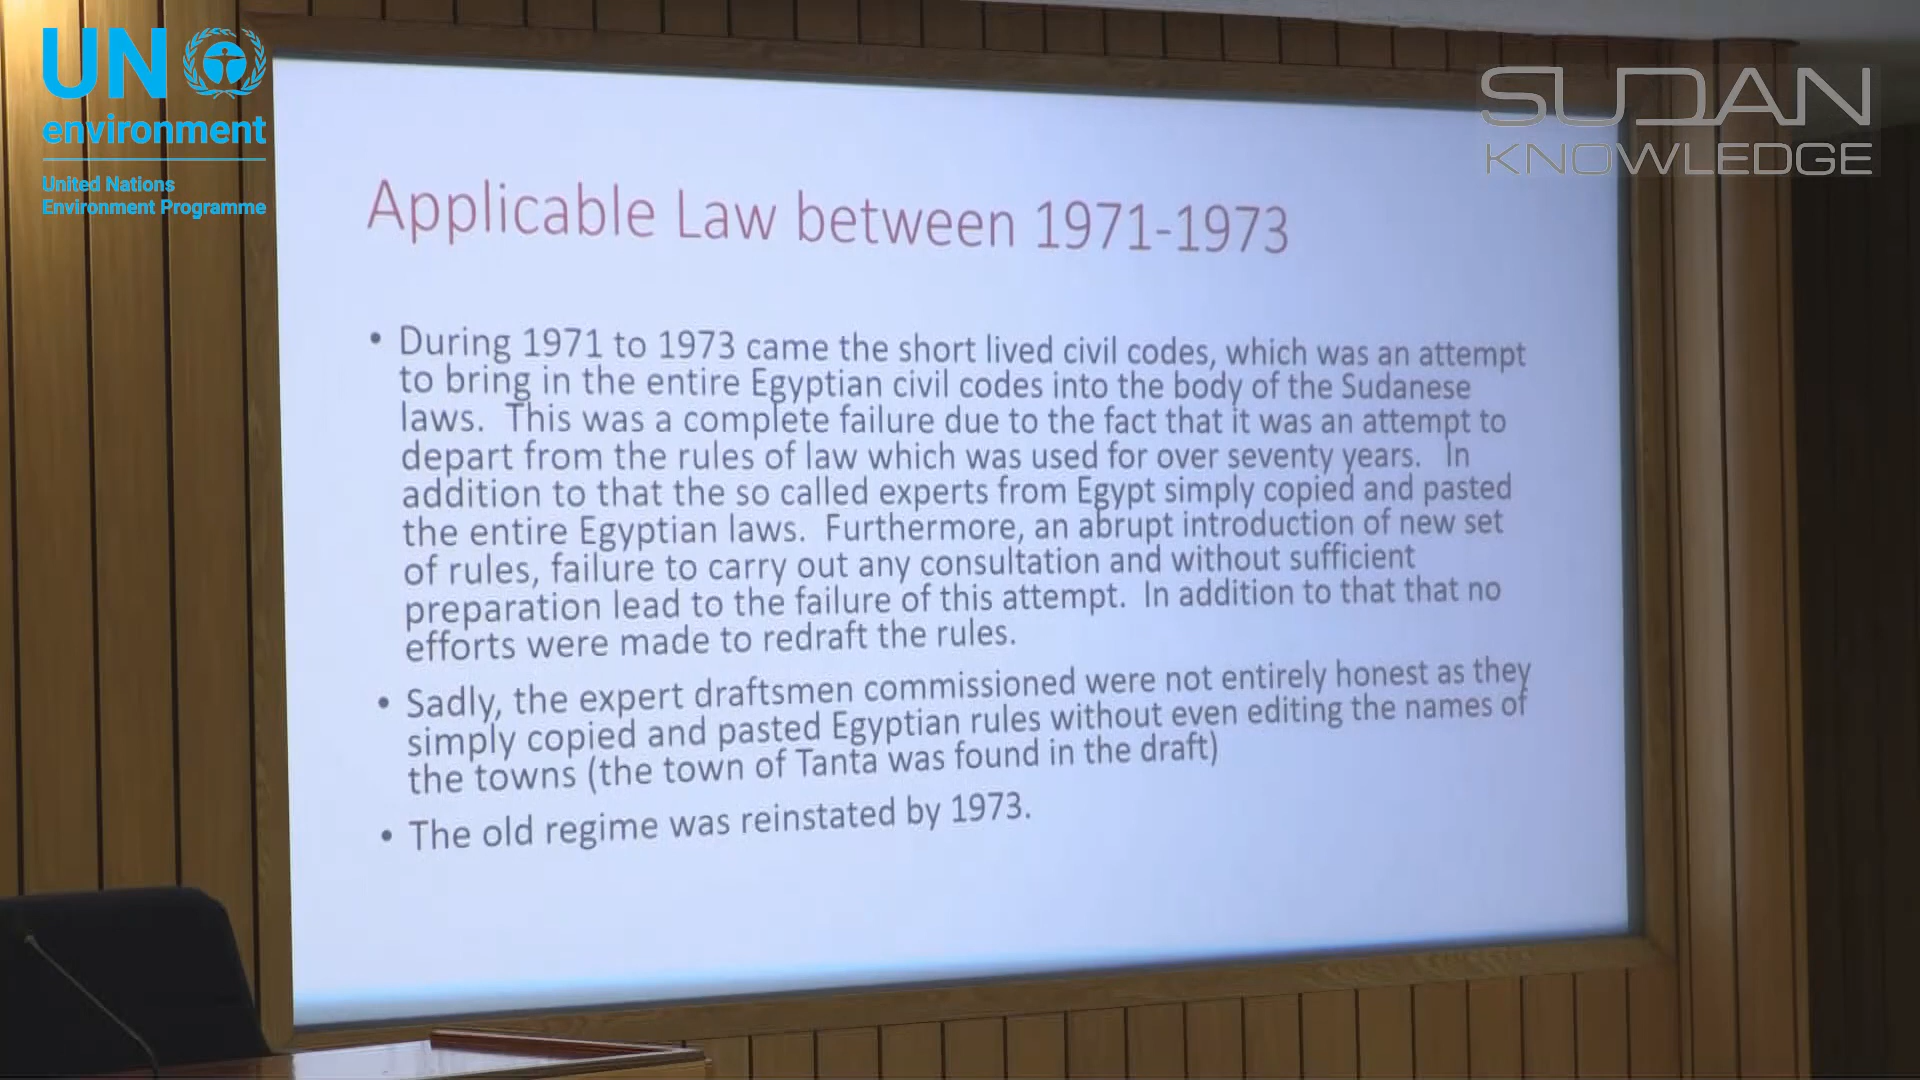 UN
environment
United Nations
Environment Programme
SUDAN
KNOWLEDGE
Applicable Law between 1971-1973
• During 1971 to 1973 came the short lived civil codes, which was an attempt
to bring in the entire Egyptian civil codes into the body of the Sudanese
laws. This was a complete failure due to the fact that it was an attempt to
depart from the rules of law which was used for over seventy years. In
addition to that the so called experts from Egypt simply copied and pasted
the entire Egyptian laws. Furthermore, an abrupt introduction of new set
of rules, failure to carry out any consultation and without sufficient
preparation lead to the failure of this attempt. In addition to that that no
efforts were made to redraft the rules.
• Sadly, the expert draftsmen commissioned were not entirely honest as they
simply copied and pasted Egyptian rules without even editing the names of
the towns (the town of Tanta was found in the draft)
• The old regime was reinstated by 1973.